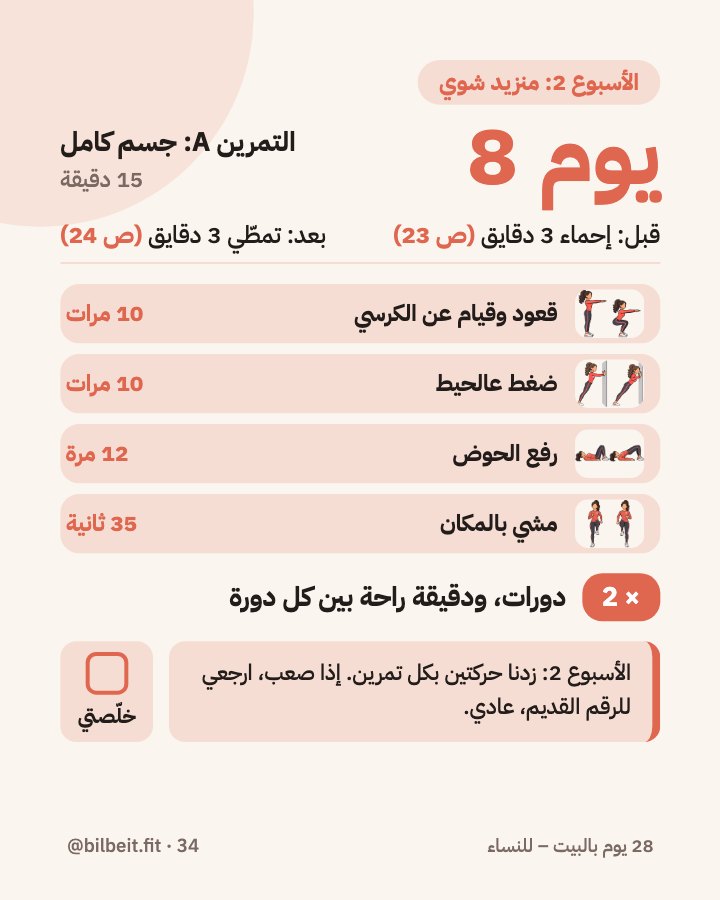 الأسبوع 2: منزيد شوي
يوم 8
التمرين A: جسم كامل
15 دقيقة
قبل: إحماء 3 دقايق (ص 23)
بعد: تمطّي 3 دقايق (ص 24)
قعود وقيام عن الكرسي
10 مرات
ضغط عالحيط
10 مرات
رفع الحوض
12 مرة
مشي بالمكان
35 ثانية
× 2 دورات، ودقيقة راحة بين كل دورة
الأسبوع 2: زدنا حركتين بكل تمرين. إذا صعب، ارجعي
للرقم القديم، عادي.
خلّصتي
28 يوم بالبيت – للنساء
@bilbeit.fit · 34